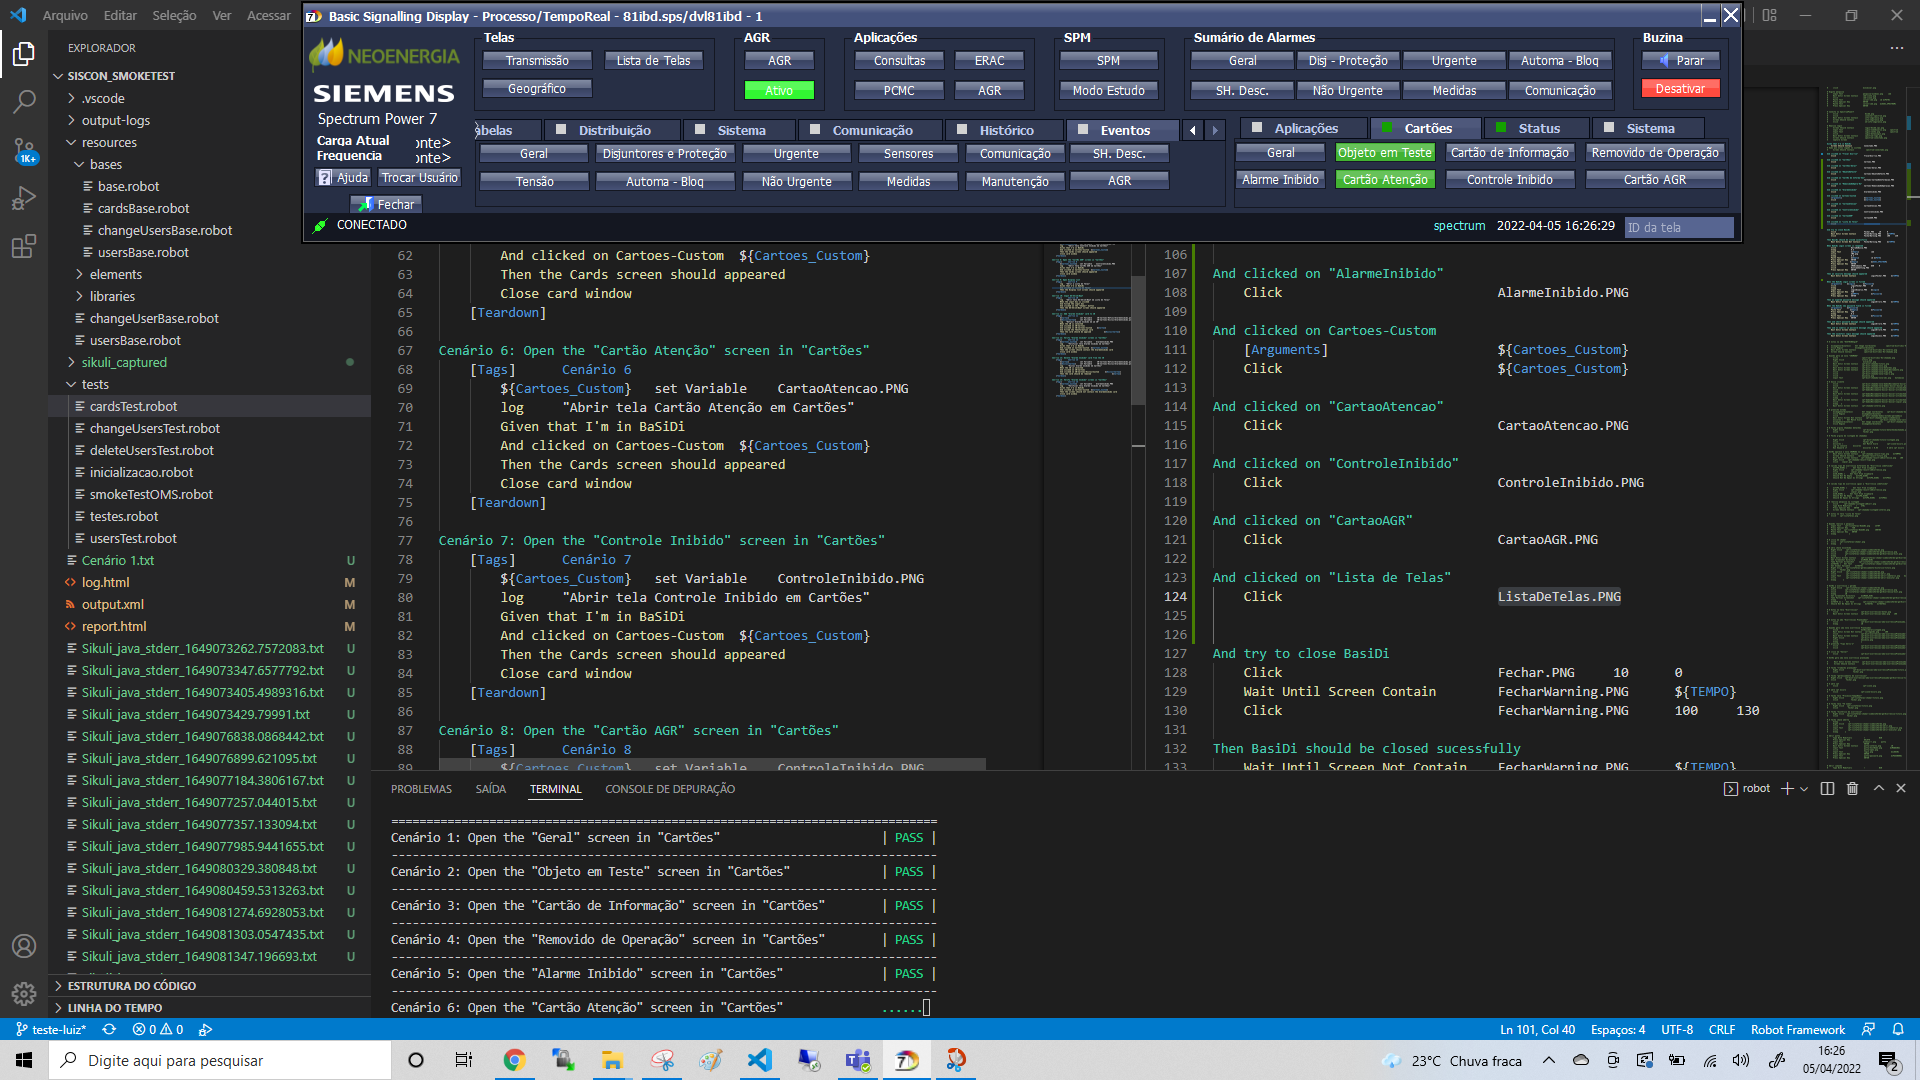 Arquivo Editar Seleção Ver Acessar
Basic Signalling Display - Processo/TempoReal - 81ibd.sps/dvl81ibd - 1
NEOENERGIA
SIEMENS
Spectrum Power 7
Carga Atual onte>
Frequencia onte>
Ajuda Trocar Usuário
Fechar
CONECTADO
Telas
Transmissão Lista de Telas
Geográfico
AGR
AGR
Ativo
Aplicações
Consultas ERAC
PCMC AGR
SPM
SPM
Modo Estudo
Sumário de Alarmes
Geral Disj - Proteção Urgente Automa - Bloq
SH. Desc. Não Urgente Medidas Comunicação
Buzina
Parar
Desativar
abelas Distribuição Sistema Comunicação Histórico Eventos
Geral Disjuntores e Proteção Urgente Sensores Comunicação SH. Desc.
Tensão Automa - Bloq Não Urgente Medidas Manutenção AGR
Aplicações Cartões Status Sistema
Geral Objeto em Teste Cartão de Informação Removido de Operação
Alarme Inibido Cartão Atenção Controle Inibido Cartão AGR
spectrum 2022-04-05 16:26:29 ID da tela
EXPLORADOR
SISCON_SMOKETEST
.vscode
output-logs
resources
bases
base.robot
cardsBase.robot
changeUsersBase.robot
usersBase.robot
elements
libraries
changeUserBase.robot
usersBase.robot
sikuli_captured
tests
cardsTest.robot
changeUsersTest.robot
deleteUsersTest.robot
inicializacao.robot
smokeTestOMS.robot
testes.robot
usersTest.robot
Cenário 1.txt U
log.html M
output.xml M
report.html M
Sikuli_java_stderr_1649073262.7572083.txt U
Sikuli_java_stderr_1649073347.6577792.txt U
Sikuli_java_stderr_1649073405.4989316.txt U
Sikuli_java_stderr_1649073429.79991.txt U
Sikuli_java_stderr_1649076838.0868442.txt U
Sikuli_java_stderr_1649076899.621095.txt U
Sikuli_java_stderr_1649077184.3806167.txt U
Sikuli_java_stderr_1649077257.044015.txt U
Sikuli_java_stderr_1649077357.133094.txt U
Sikuli_java_stderr_1649077985.9441655.txt U
Sikuli_java_stderr_1649080329.380848.txt U
Sikuli_java_stderr_1649080459.5313263.txt U
Sikuli_java_stderr_1649081274.6928053.txt U
Sikuli_java_stderr_1649081303.0547435.txt U
Sikuli_java_stderr_1649081347.196693.txt U
ESTRUTURA DO CÓDIGO
LINHA DO TEMPO
1K+
62 And clicked on Cartoes-Custom ${Cartoes_Custom}
63 Then the Cards screen should appeared
64 Close card window
65 [Teardown]
66
67 Cenário 6: Open the "Cartão Atenção" screen in "Cartões"
68 [Tags] Cenário 6
69 ${Cartoes_Custom} set Variable CartaoAtencao.PNG
70 log "Abrir tela Cartão Atenção em Cartões"
71 Given that I'm in BaSiDi
72 And clicked on Cartoes-Custom ${Cartoes_Custom}
73 Then the Cards screen should appeared
74 Close card window
75 [Teardown]
76
77 Cenário 7: Open the "Controle Inibido" screen in "Cartões"
78 [Tags] Cenário 7
79 ${Cartoes_Custom} set Variable ControleInibido.PNG
80 log "Abrir tela Controle Inibido em Cartões"
81 Given that I'm in BaSiDi
82 And clicked on Cartoes-Custom ${Cartoes_Custom}
83 Then the Cards screen should appeared
84 Close card window
85 [Teardown]
86
87 Cenário 8: Open the "Cartão AGR" screen in "Cartões"
88 [Tags] Cenário 8
89 ${Cartoes_Custom} set Variable ControleInibido.PNG
106
107 And clicked on "AlarmeInibido"
108 Click AlarmeInibido.PNG
109
110 And clicked on Cartoes-Custom
111 [Arguments] ${Cartoes_Custom}
112 Click ${Cartoes_Custom}
113
114 And clicked on "CartaoAtencao"
115 Click CartaoAtencao.PNG
116
117 And clicked on "ControleInibido"
118 Click ControleInibido.PNG
119
120 And clicked on "CartaoAGR"
121 Click CartaoAGR.PNG
122
123 And clicked on "Lista de Telas"
124 Click ListaDeTelas.PNG
125
126
127 And try to close BasiDi
128 Click Fechar.PNG 10 0
129 Wait Until Screen Contain FecharWarning.PNG ${TEMPO}
130 Click FecharWarning.PNG 100 130
131
132 Then BasiDi should be closed sucessfully
133 Wait Until Screen Not Contain FecharWarning.PNG ${TEMPO}
PROBLEMAS SAÍDA TERMINAL CONSOLE DE DEPURAÇÃO
robot
Cenário 1: Open the "Geral" screen in "Cartões" | PASS |
Cenário 2: Open the "Objeto em Teste" screen in "Cartões" | PASS |
Cenário 3: Open the "Cartão de Informação" screen in "Cartões" | PASS |
Cenário 4: Open the "Removido de Operação" screen in "Cartões" | PASS |
Cenário 5: Open the "Alarme Inibido" screen in "Cartões" | PASS |
Cenário 6: Open the "Cartão Atenção" screen in "Cartões" ......
teste-luiz* 0 0
Ln 101, Col 40 Espaços: 4 UTF-8 CRLF Robot Framework
Digite aqui para pesquisar
23°C Chuva fraca
16:26
05/04/2022
2